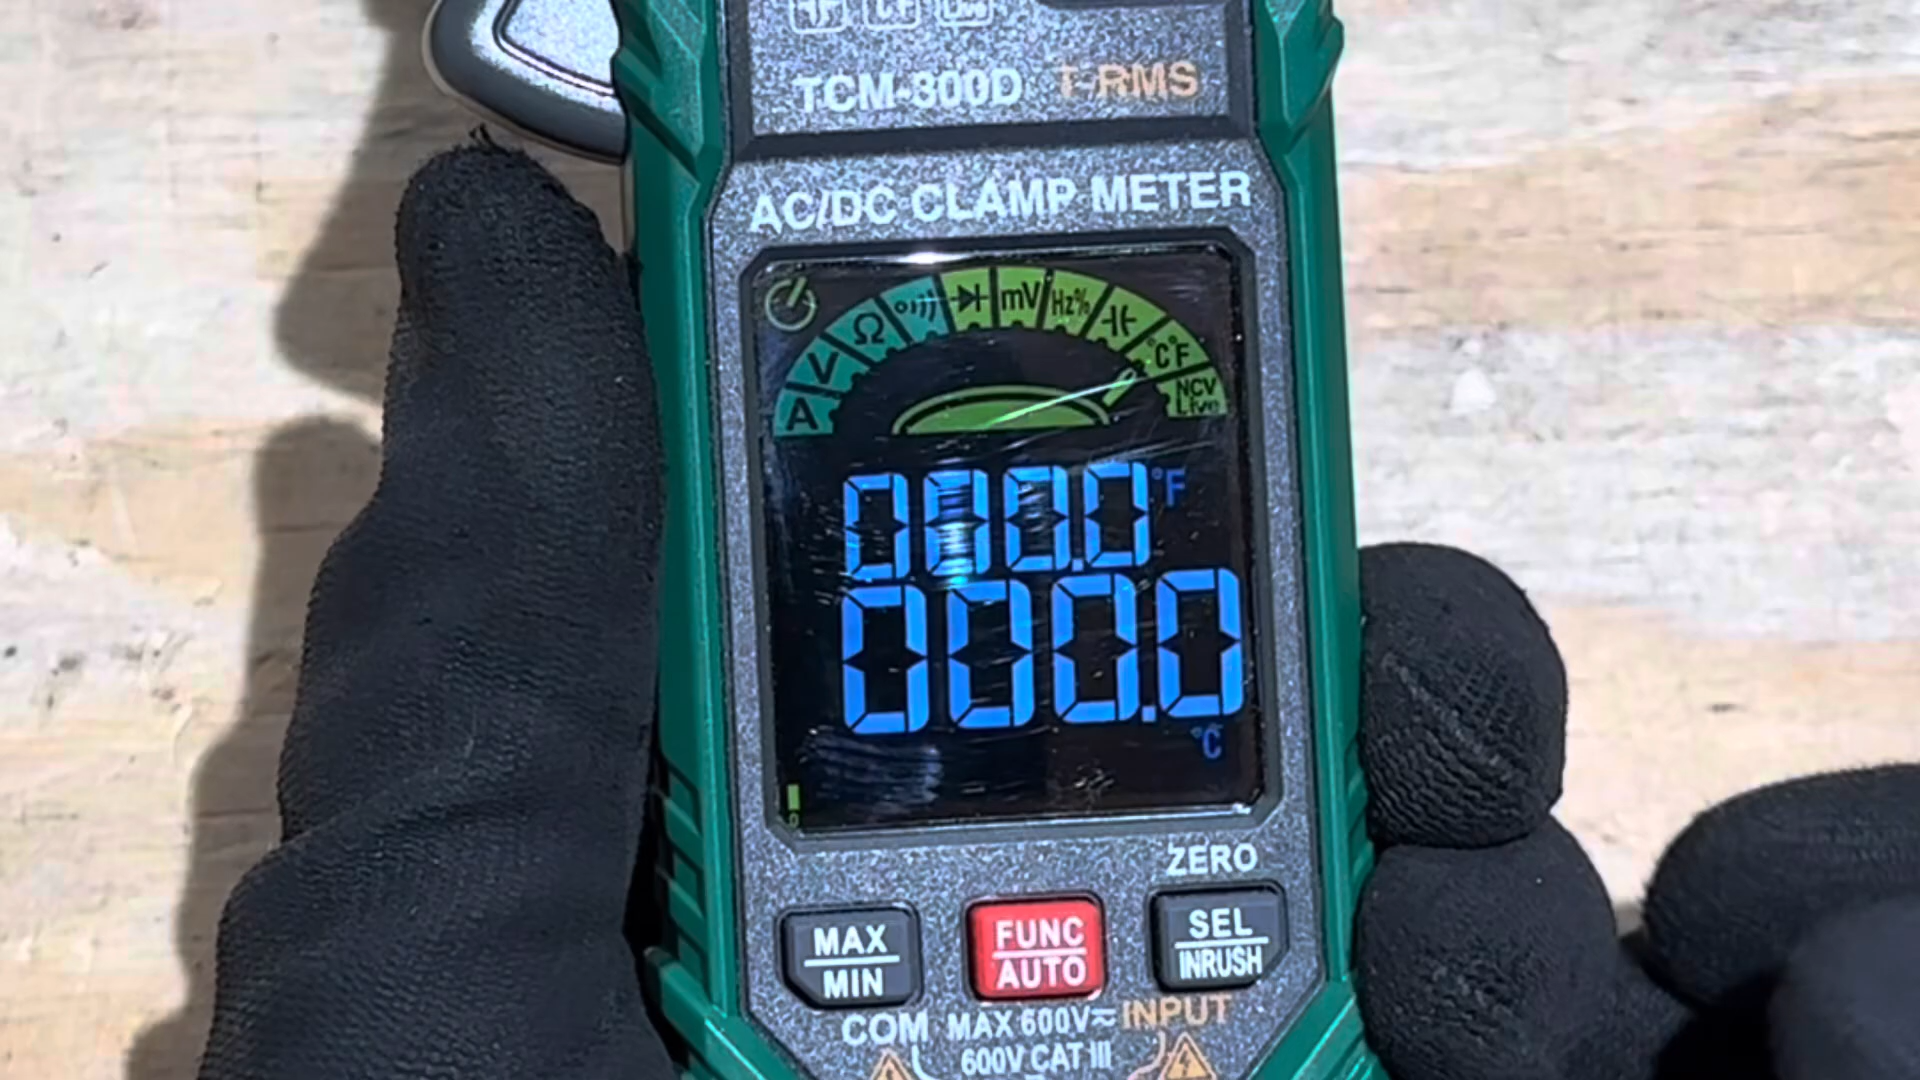 TCM-300D T-RMS
AC/DC CLAMP METER
A V Ω mV Hz% °C°F NCV Live
000.0 °F
000.0
°C
0
ZERO
MAX MIN
FUNC AUTO
SEL INRUSH
COM MAX 600V INPUT
600V CAT III